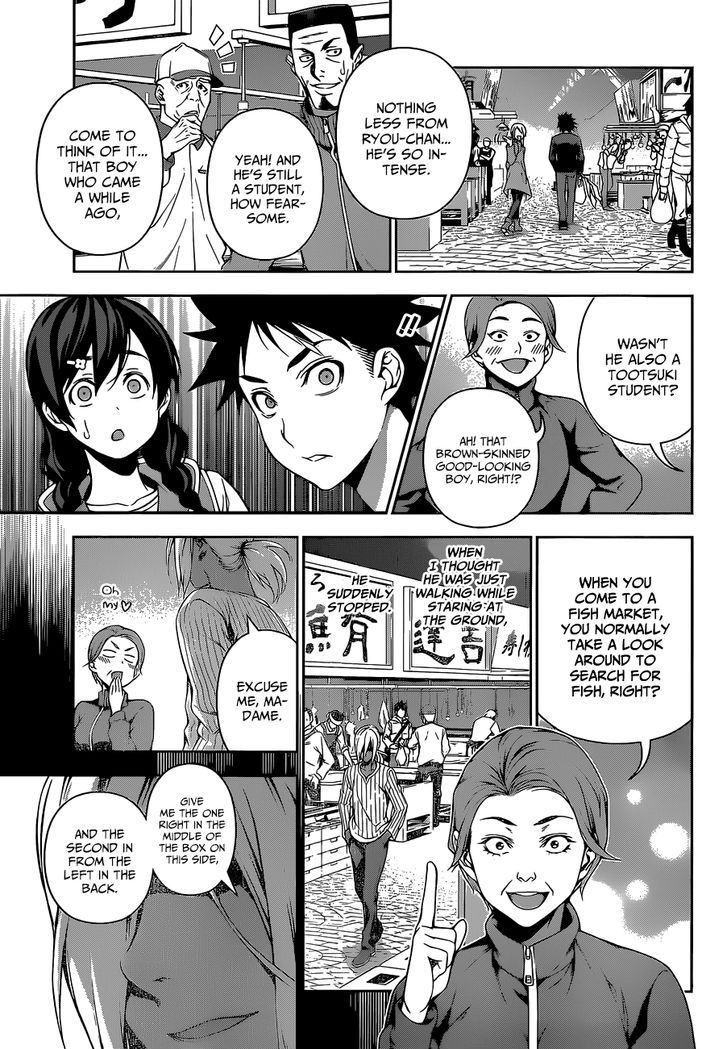 NOTHING
LESS FROM
RYOU-CHAN...
HE'S SO IN-
TENSE.
YEAH! AND
HE'S STILL
A STUDENT,
HOW FEAR-
SOME.
COME TO
THINK OF IT...
THAT BOY
WHO CAME
A WHILE
AGO,
WASN'T
HE ALSO A
TOOTSUKI
STUDENT?
AH! THAT
BROWN-SKINNED
GOOD-LOOKING
BOY, RIGHT!?
!!!
WHEN YOU
COME TO A
FISH MARKET,
YOU NORMALLY
TAKE A LOOK
AROUND TO
SEARCH FOR
FISH, RIGHT?
WHEN
I THOUGHT
HE WAS JUST
WALKING WHILE
STARING AT
THE GROUND,
HE
SUDDENLY
STOPPED.
ろ
有
吉
EXCUSE
ME, MA-
DAME.
Oh
my♡
GIVE
ME THE ONE
RIGHT IN THE
MIDDLE OF
THE BOX ON
THIS SIDE,
AND THE
SECOND IN
FROM THE
LEFT IN THE
BACK.